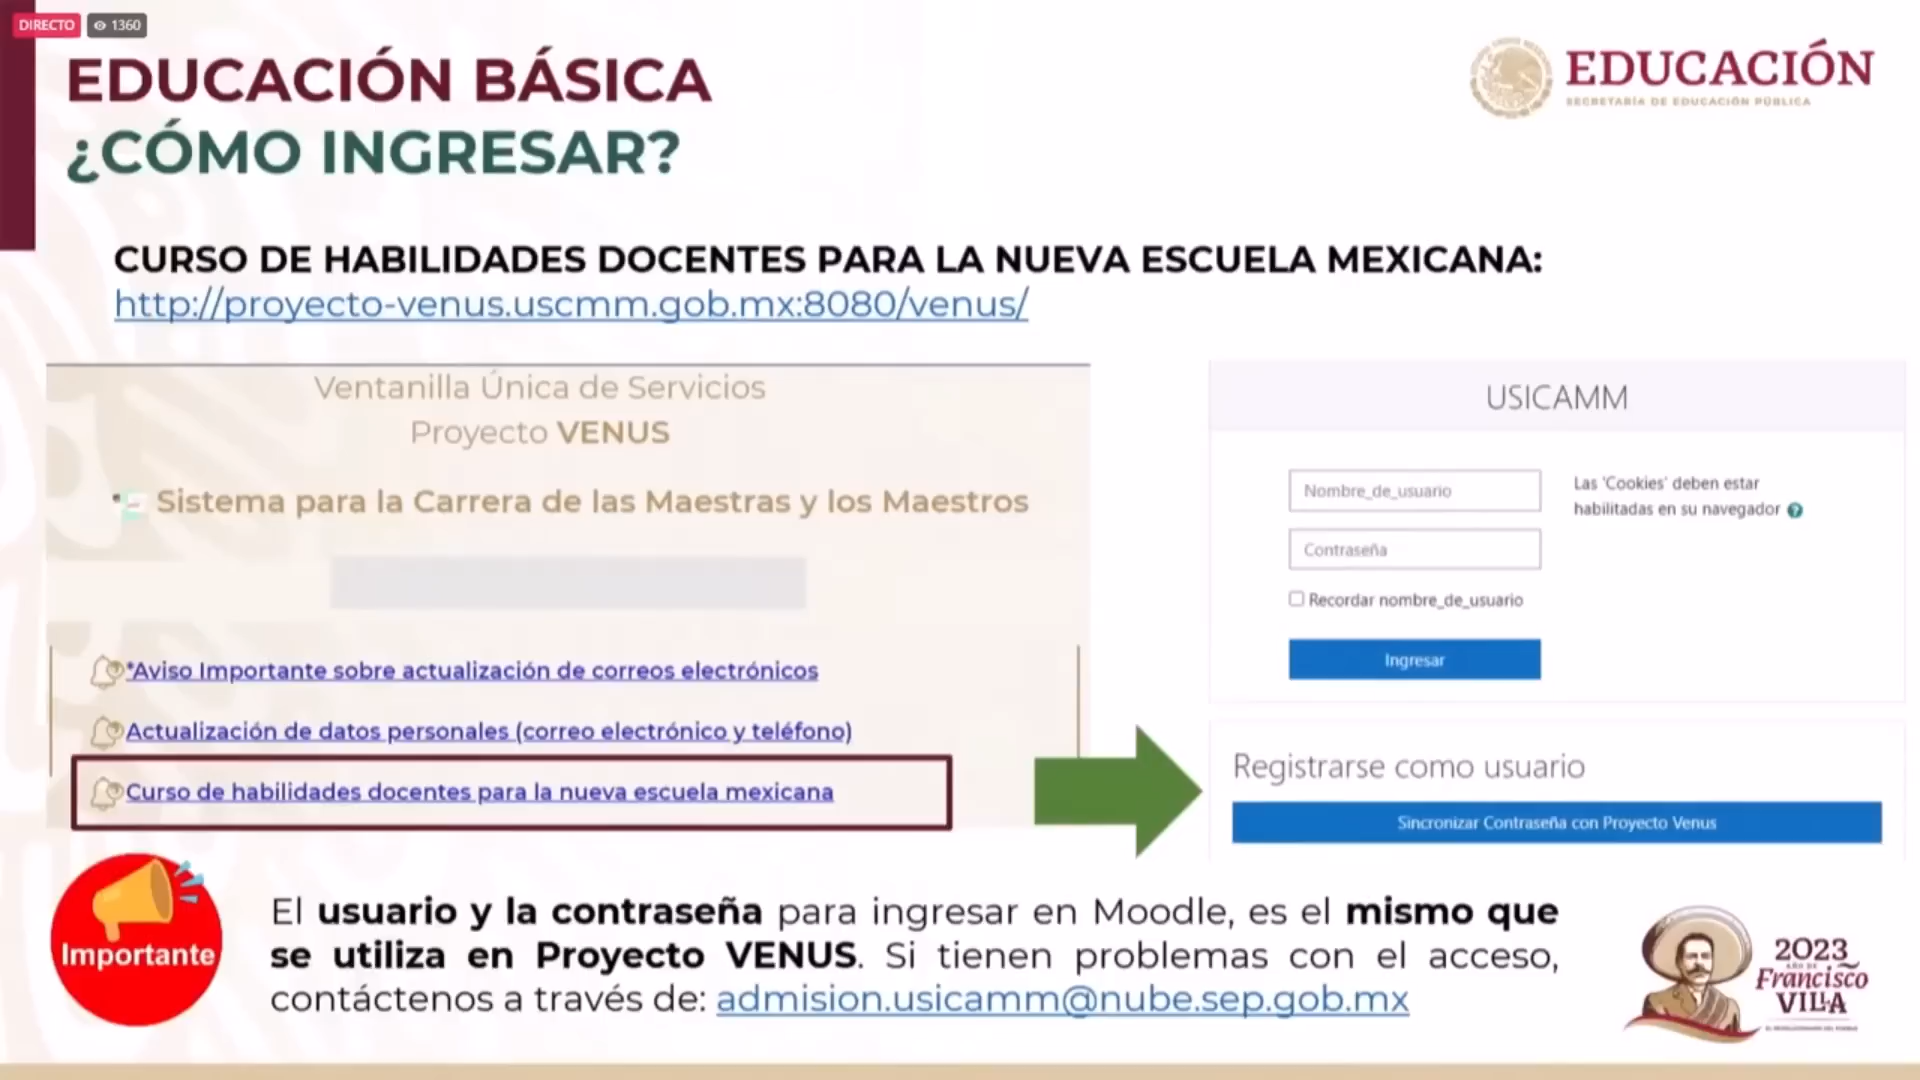 DIRECTO 1360
EDUCACIÓN BÁSICA
¿CÓMO INGRESAR?
EDUCACIÓN
SECRETARÍA DE EDUCACIÓN PÚBLICA
CURSO DE HABILIDADES DOCENTES PARA LA NUEVA ESCUELA MEXICANA:
http://proyecto-venus.uscmm.gob.mx:8080/venus/
Ventanilla Única de Servicios
Proyecto VENUS
Sistema para la Carrera de las Maestras y los Maestros
*Aviso Importante sobre actualización de correos electrónicos
Actualización de datos personales (correo electrónico y teléfono)
Curso de habilidades docentes para la nueva escuela mexicana
USICAMM
Nombre_de_usuario
Contraseña
Recordar nombre_de_usuario
Ingresar
Las 'Cookies' deben estar
habilitadas en su navegador ?
Registrarse como usuario
Sincronizar Contraseña con Proyecto Venus
Importante
El usuario y la contraseña para ingresar en Moodle, es el mismo que
se utiliza en Proyecto VENUS. Si tienen problemas con el acceso,
contáctenos a través de: admision.usicamm@nube.sep.gob.mx
2023
AÑO DE
Francisco
VILLA